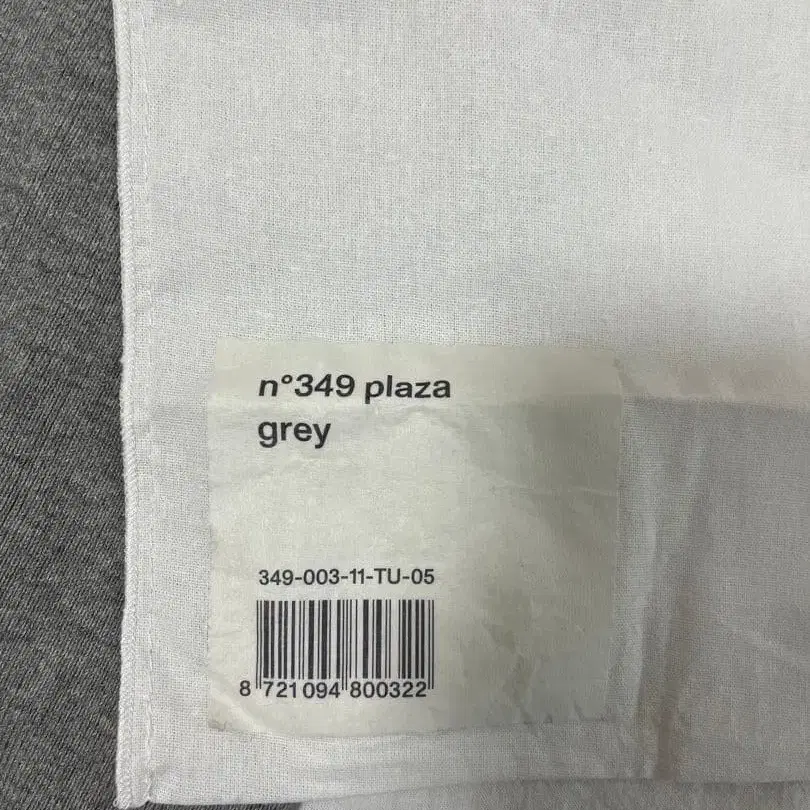 n°349 plaza
grey
349-003-11-TU-05
8 721094 800322